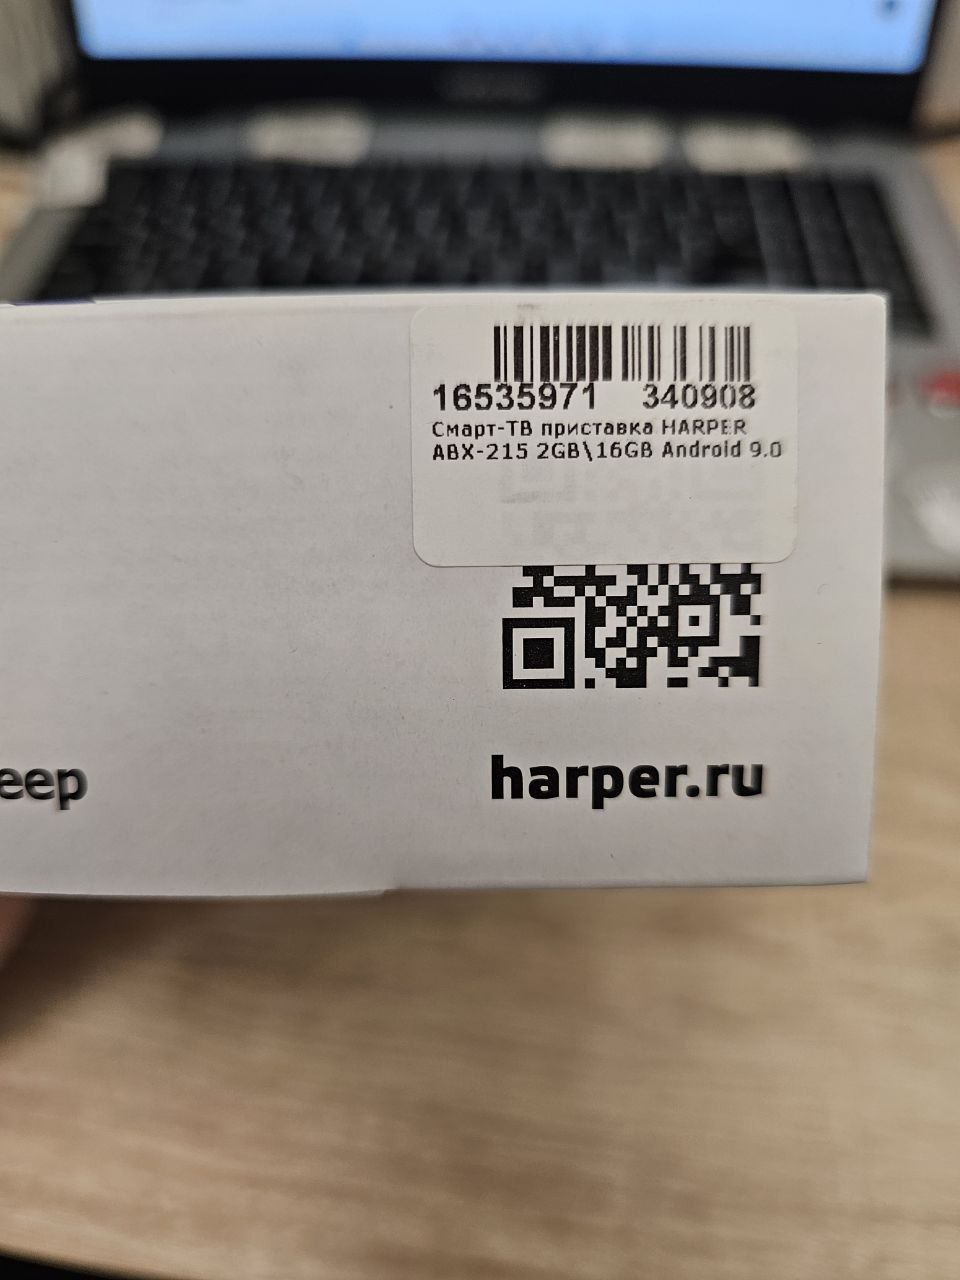 16535971 340908
Смарт-ТВ приставка HARPER
ABX-215 2GB\16GB Android 9.0
eep
harper.ru